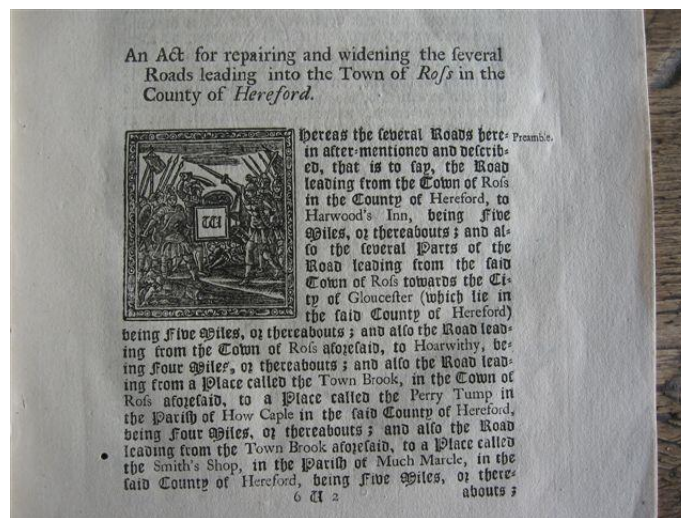 An Act for repairing and widening the ſeveral
Roads leading into the Town of Roſs in the
County of Hereford.
W
Hereas the ſeveral Roads here- Preamble.
in after-mentioned and deſcrib-
ed, that is to ſay, the Road
leading from the Town of Roſs
in the County of Hereford, to
Harwood's Inn, being Five
Miles, or thereabouts ; and al-
ſo the ſeveral Parts of the
Road leading from the ſaid
Town of Roſs towards the Ci-
ty of Glouceſter (which lie in
the ſaid County of Hereford)
being Five Miles, or thereabouts ; and alſo the Road lead-
ing from the Town of Roſs aforeſaid, to Hoarwithy, be-
ing Four Miles, or thereabouts ; and alſo the Road lead-
ing from a Place called the Town Brook, in the Town of
Roſs aforeſaid, to a Place called the Perry Tump in
the Pariſh of How Caple in the ſaid County of Hereford,
being Four Miles, or thereabouts ; and alſo the Road
leading from the Town Brook aforeſaid, to a Place called
the Smith's Shop, in the Pariſh of Much Marcle, in the
ſaid County of Hereford, being Five Miles, or there-
6 U 2 abouts ;